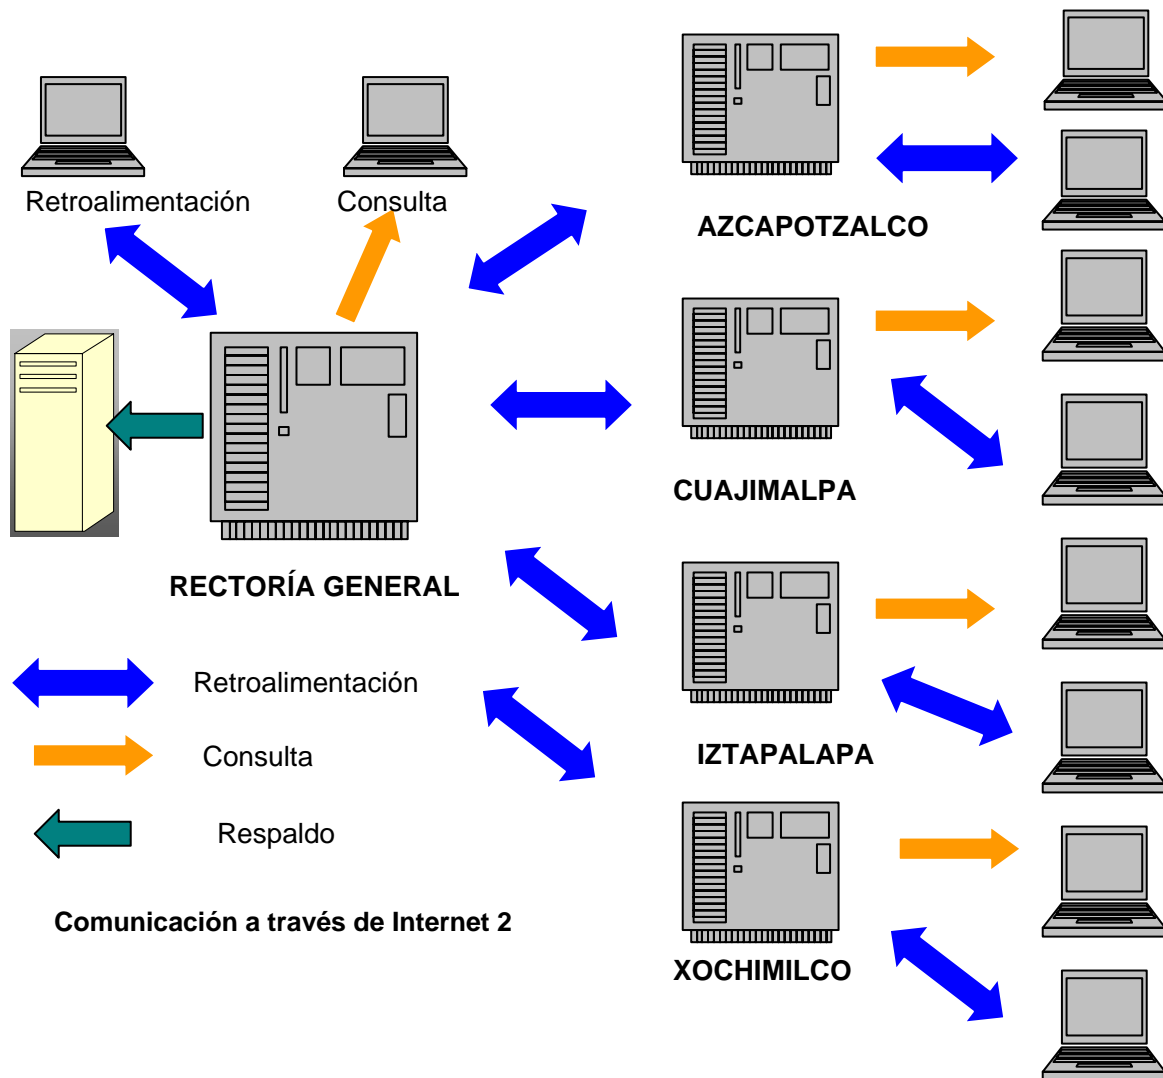 Retroalimentación
Consulta
AZCAPOTZALCO
CUAJIMALPA
RECTORÍA GENERAL
Retroalimentación
Consulta
IZTAPALAPA
Respaldo
Comunicación a través de Internet 2
XOCHIMILCO